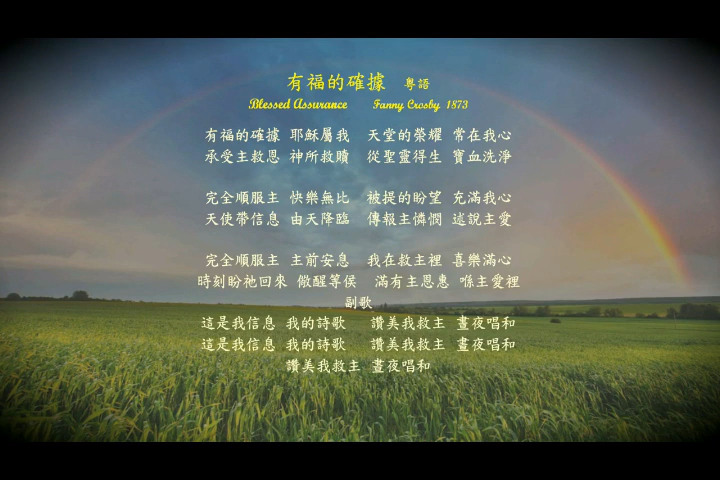 有福的確據 粵語
Blessed Assurance Fanny Crosby 1873
有福的確據 耶穌屬我 天堂的榮耀 常在我心
承受主救恩 神所救贖 從聖靈得生 寶血洗淨
完全順服主 快樂無比 被提的盼望 充滿我心
天使帶信息 由天降臨 傳報主憐憫 述說主愛
完全順服主 主前安息 我在救主裡 喜樂滿心
時刻盼祂回來 儆醒等侯 滿有主恩惠 喺主愛裡
副歌
這是我信息 我的詩歌 讚美我救主 晝夜唱和
這是我信息 我的詩歌 讚美我救主 晝夜唱和
讚美我救主 晝夜唱和